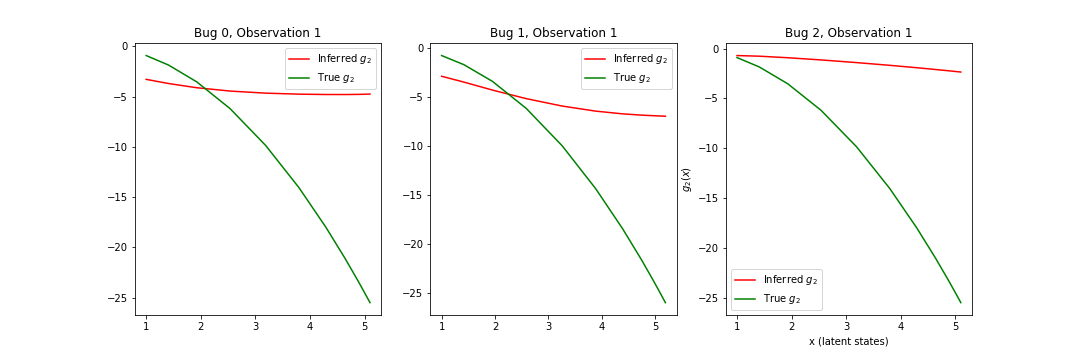 Bug 0, Observation 1
Inferred g₂
True g₂
0
−5
−10
−15
−20
−25
1 2 3 4 5
Bug 1, Observation 1
Inferred g₂
True g₂
0
−5
−10
−15
−20
−25
1 2 3 4 5
Bug 2, Observation 1
g₂(x)
0
−5
−10
−15
−20
−25
Inferred g₂
True g₂
1 2 3 4 5
x (latent states)